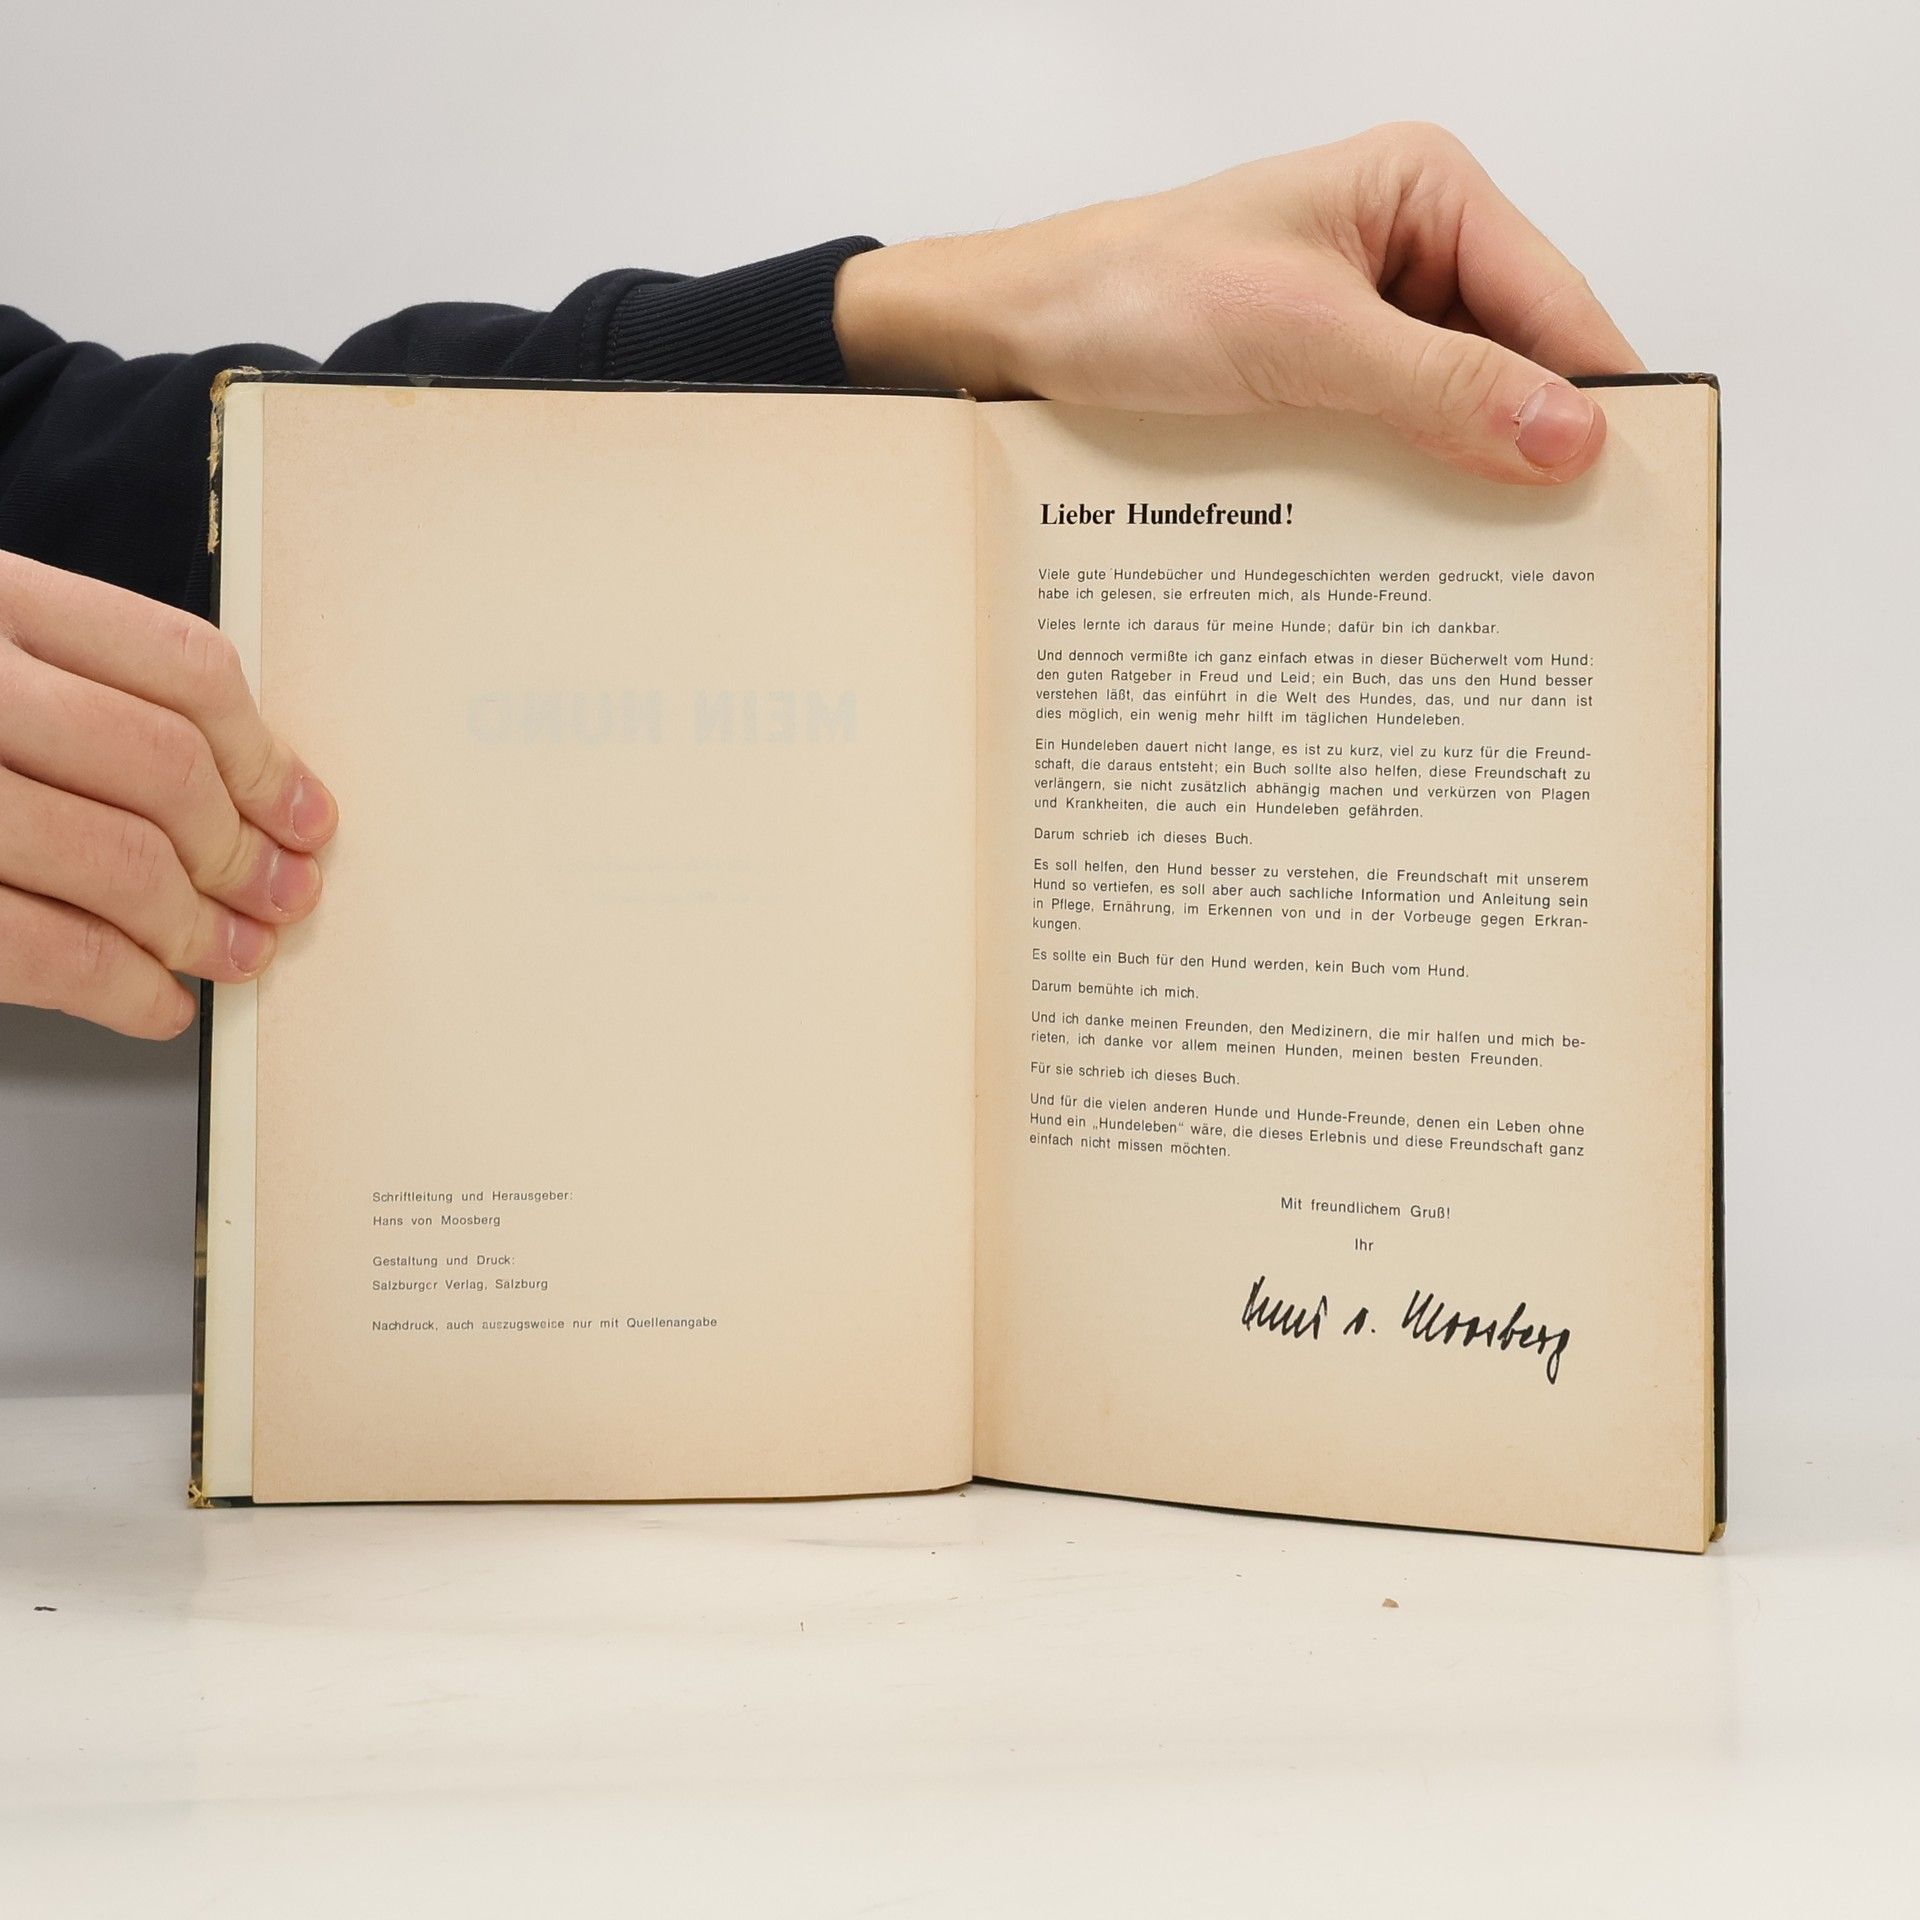 MEIN HUND
Schriftleitung und Herausgeber:
Hans von Moosberg
Gestaltung und Druck:
Salzburger Verlag, Salzburg
Nachdruck, auch auszugsweise nur mit Quellenangabe
Lieber Hundefreund!
Viele gute Hundebücher und Hundegeschichten werden gedruckt, viele davon
habe ich gelesen, sie erfreuten mich, als Hunde-Freund.
Vieles lernte ich daraus für meine Hunde; dafür bin ich dankbar.
Und dennoch vermißte ich ganz einfach etwas in dieser Bücherwelt vom Hund:
den guten Ratgeber in Freud und Leid; ein Buch, das uns den Hund besser
verstehen läßt, das einführt in die Welt des Hundes, das, und nur dann ist
dies möglich, ein wenig mehr hilft im täglichen Hundeleben.
Ein Hundeleben dauert nicht lange, es ist zu kurz, viel zu kurz für die Freund-
schaft, die daraus entsteht; ein Buch sollte also helfen, diese Freundschaft zu
verlängern, sie nicht zusätzlich abhängig machen und verkürzen von Plagen
und Krankheiten, die auch ein Hundeleben gefährden.
Darum schrieb ich dieses Buch.
Es soll helfen, den Hund besser zu verstehen, die Freundschaft mit unserem
Hund so vertiefen, es soll aber auch sachliche Information und Anleitung sein
in Pflege, Ernährung, im Erkennen von und in der Vorbeuge gegen Erkran-
kungen.
Es sollte ein Buch für den Hund werden, kein Buch vom Hund.
Darum bemühte ich mich.
Und ich danke meinen Freunden, den Medizinern, die mir halfen und mich be-
rieten, ich danke vor allem meinen Hunden, meinen besten Freunden.
Für sie schrieb ich dieses Buch.
Und für die vielen anderen Hunde und Hunde-Freunde, denen ein Leben ohne
Hund ein „Hundeleben“ wäre, die dieses Erlebnis und diese Freundschaft ganz
einfach nicht missen möchten.
Mit freundlichem Gruß!
Ihr
Hans v. Moosberg